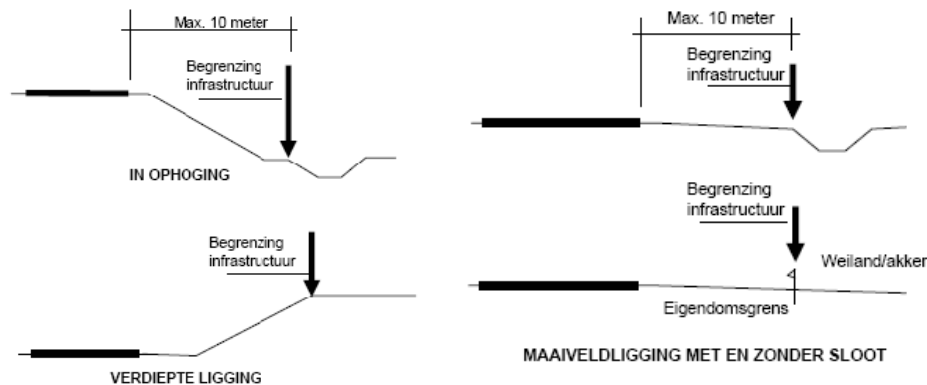 Max. 10 meter
Begrenzing
infrastructuur
IN OPHOGING
Begrenzing
infrastructuur
VERDIEPTE LIGGING
Max. 10 meter
Begrenzing
infrastructuur
Begrenzing
infrastructuur
Weiland/akker
Eigendomsgrens
MAAIVELDLIGGING MET EN ZONDER SLOOT